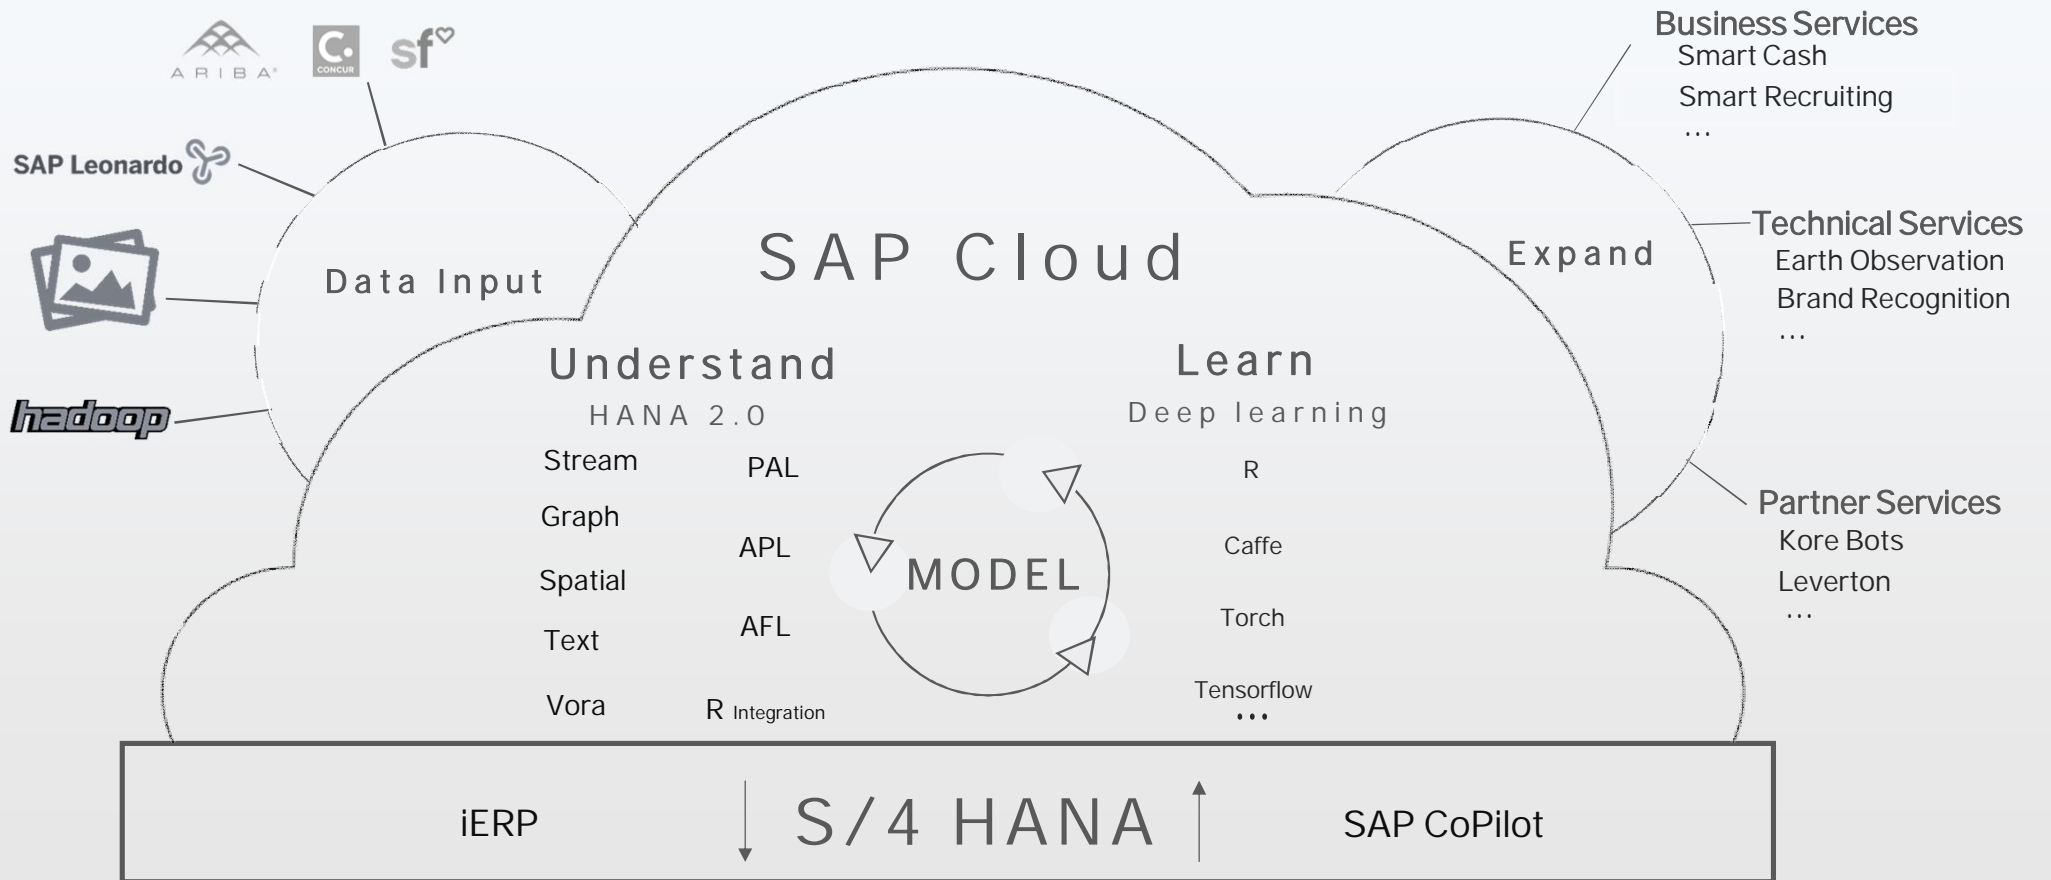 ARIBA
C.
CONCUR
sf
SAP Leonardo
hadoop
Data Input
SAP Cloud
Expand
Business Services
Smart Cash
Smart Recruiting
...
Technical Services
Earth Observation
Brand Recognition
...
Partner Services
Kore Bots
Leverton
...
Understand
HANA 2.0
Stream
Graph
Spatial
Text
Vora
PAL
APL
AFL
R Integration
MODEL
Learn
Deep learning
R
Caffe
Torch
Tensorflow
...
iERP
S/4 HANA
SAP CoPilot